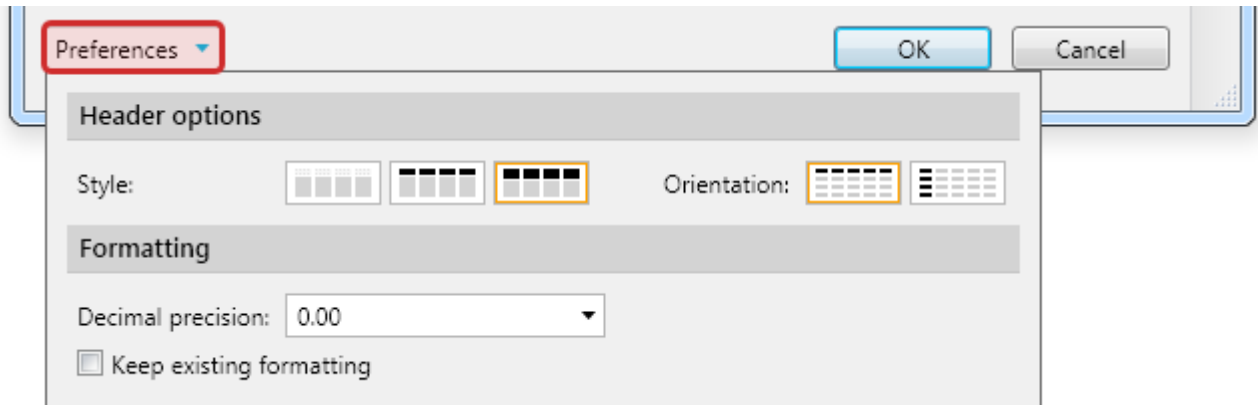 Preferences OK Cancel
Header options
Style: Orientation:
Formatting
Decimal precision: 0.00
Keep existing formatting